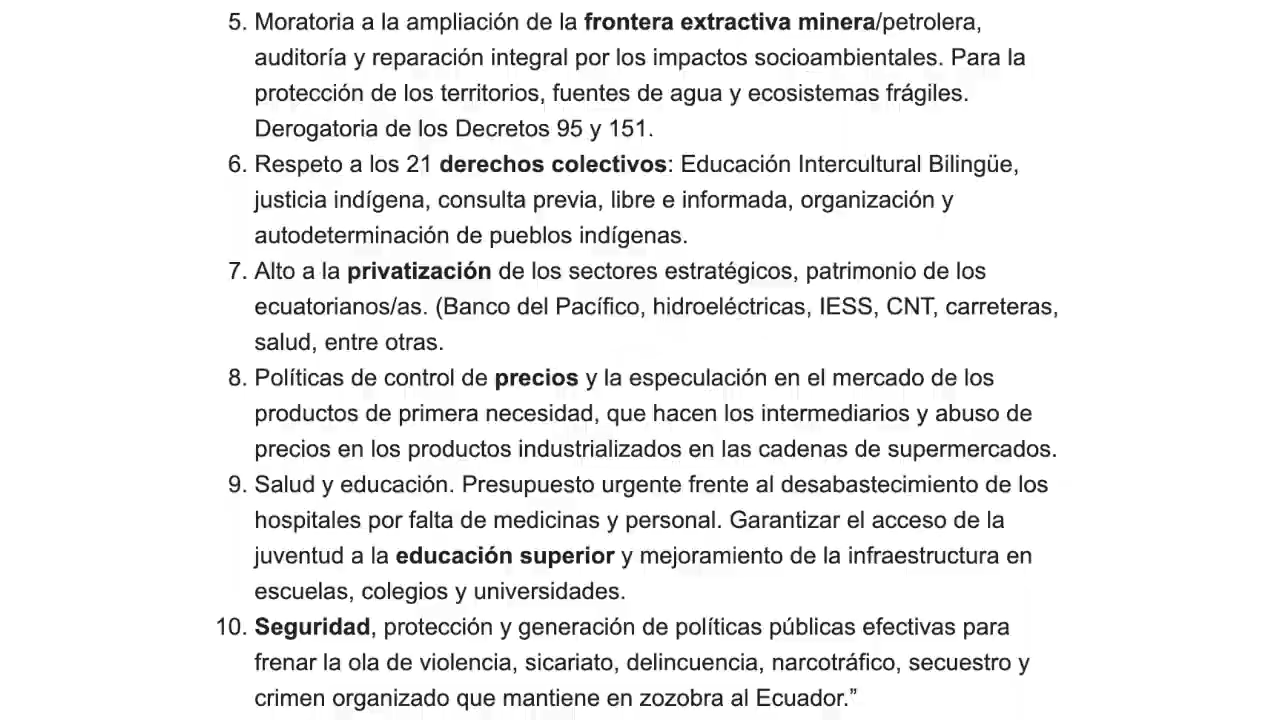 5. Moratoria a la ampliación de la frontera extractiva minera/petrolera,
auditoría y reparación integral por los impactos socioambientales. Para la
protección de los territorios, fuentes de agua y ecosistemas frágiles.
Derogatoria de los Decretos 95 y 151.
6. Respeto a los 21 derechos colectivos: Educación Intercultural Bilingüe,
justicia indígena, consulta previa, libre e informada, organización y
autodeterminación de pueblos indígenas.
7. Alto a la privatización de los sectores estratégicos, patrimonio de los
ecuatorianos/as. (Banco del Pacífico, hidroeléctricas, IESS, CNT, carreteras,
salud, entre otras.
8. Políticas de control de precios y la especulación en el mercado de los
productos de primera necesidad, que hacen los intermediarios y abuso de
precios en los productos industrializados en las cadenas de supermercados.
9. Salud y educación. Presupuesto urgente frente al desabastecimiento de los
hospitales por falta de medicinas y personal. Garantizar el acceso de la
juventud a la educación superior y mejoramiento de la infraestructura en
escuelas, colegios y universidades.
10. Seguridad, protección y generación de políticas públicas efectivas para
frenar la ola de violencia, sicariato, delincuencia, narcotráfico, secuestro y
crimen organizado que mantiene en zozobra al Ecuador.”